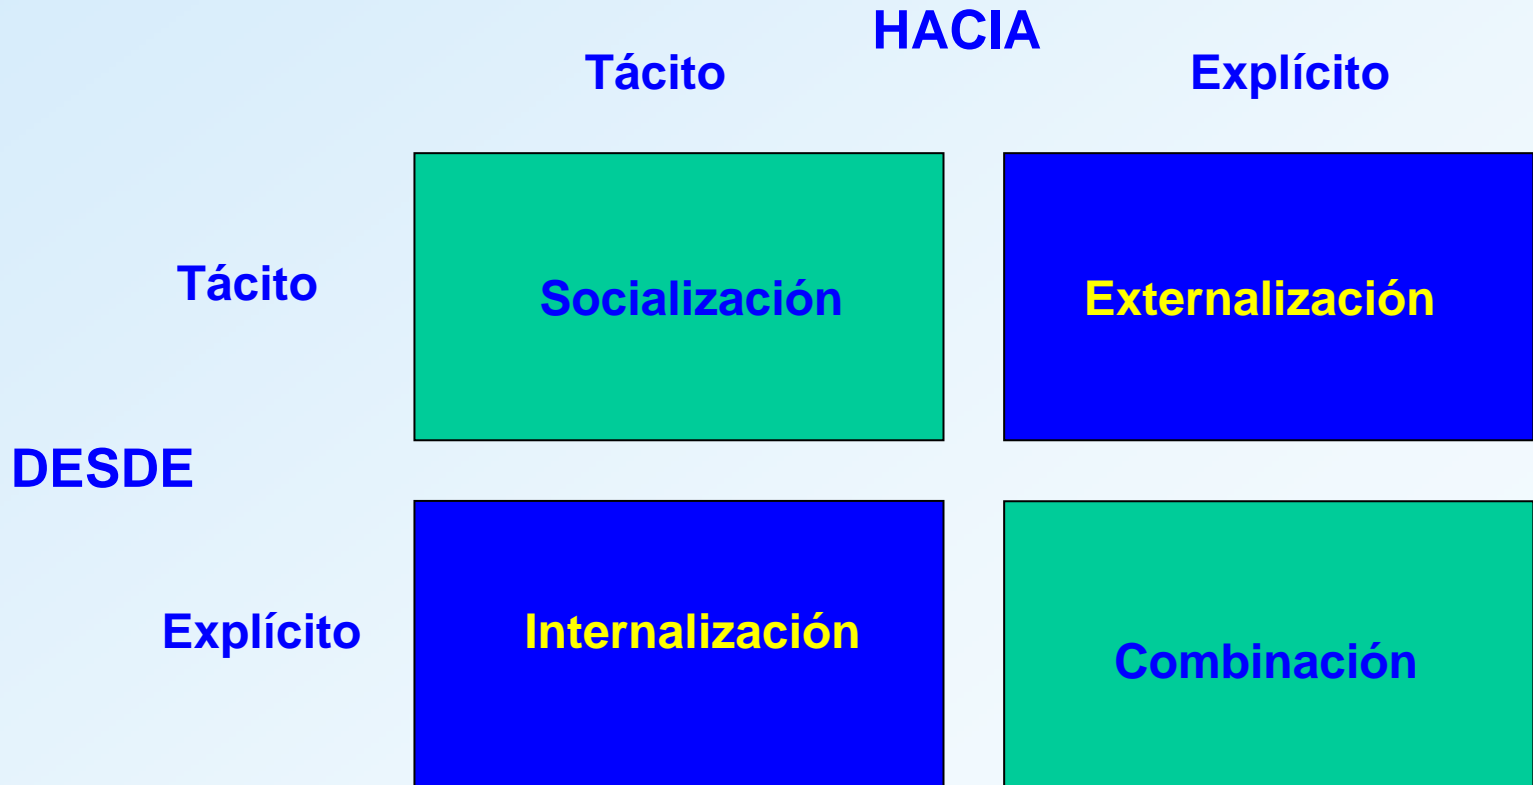 HACIA
Tácito
Explícito
Tácito
Socialización
Externalización
DESDE
Explícito
Internalización
Combinación